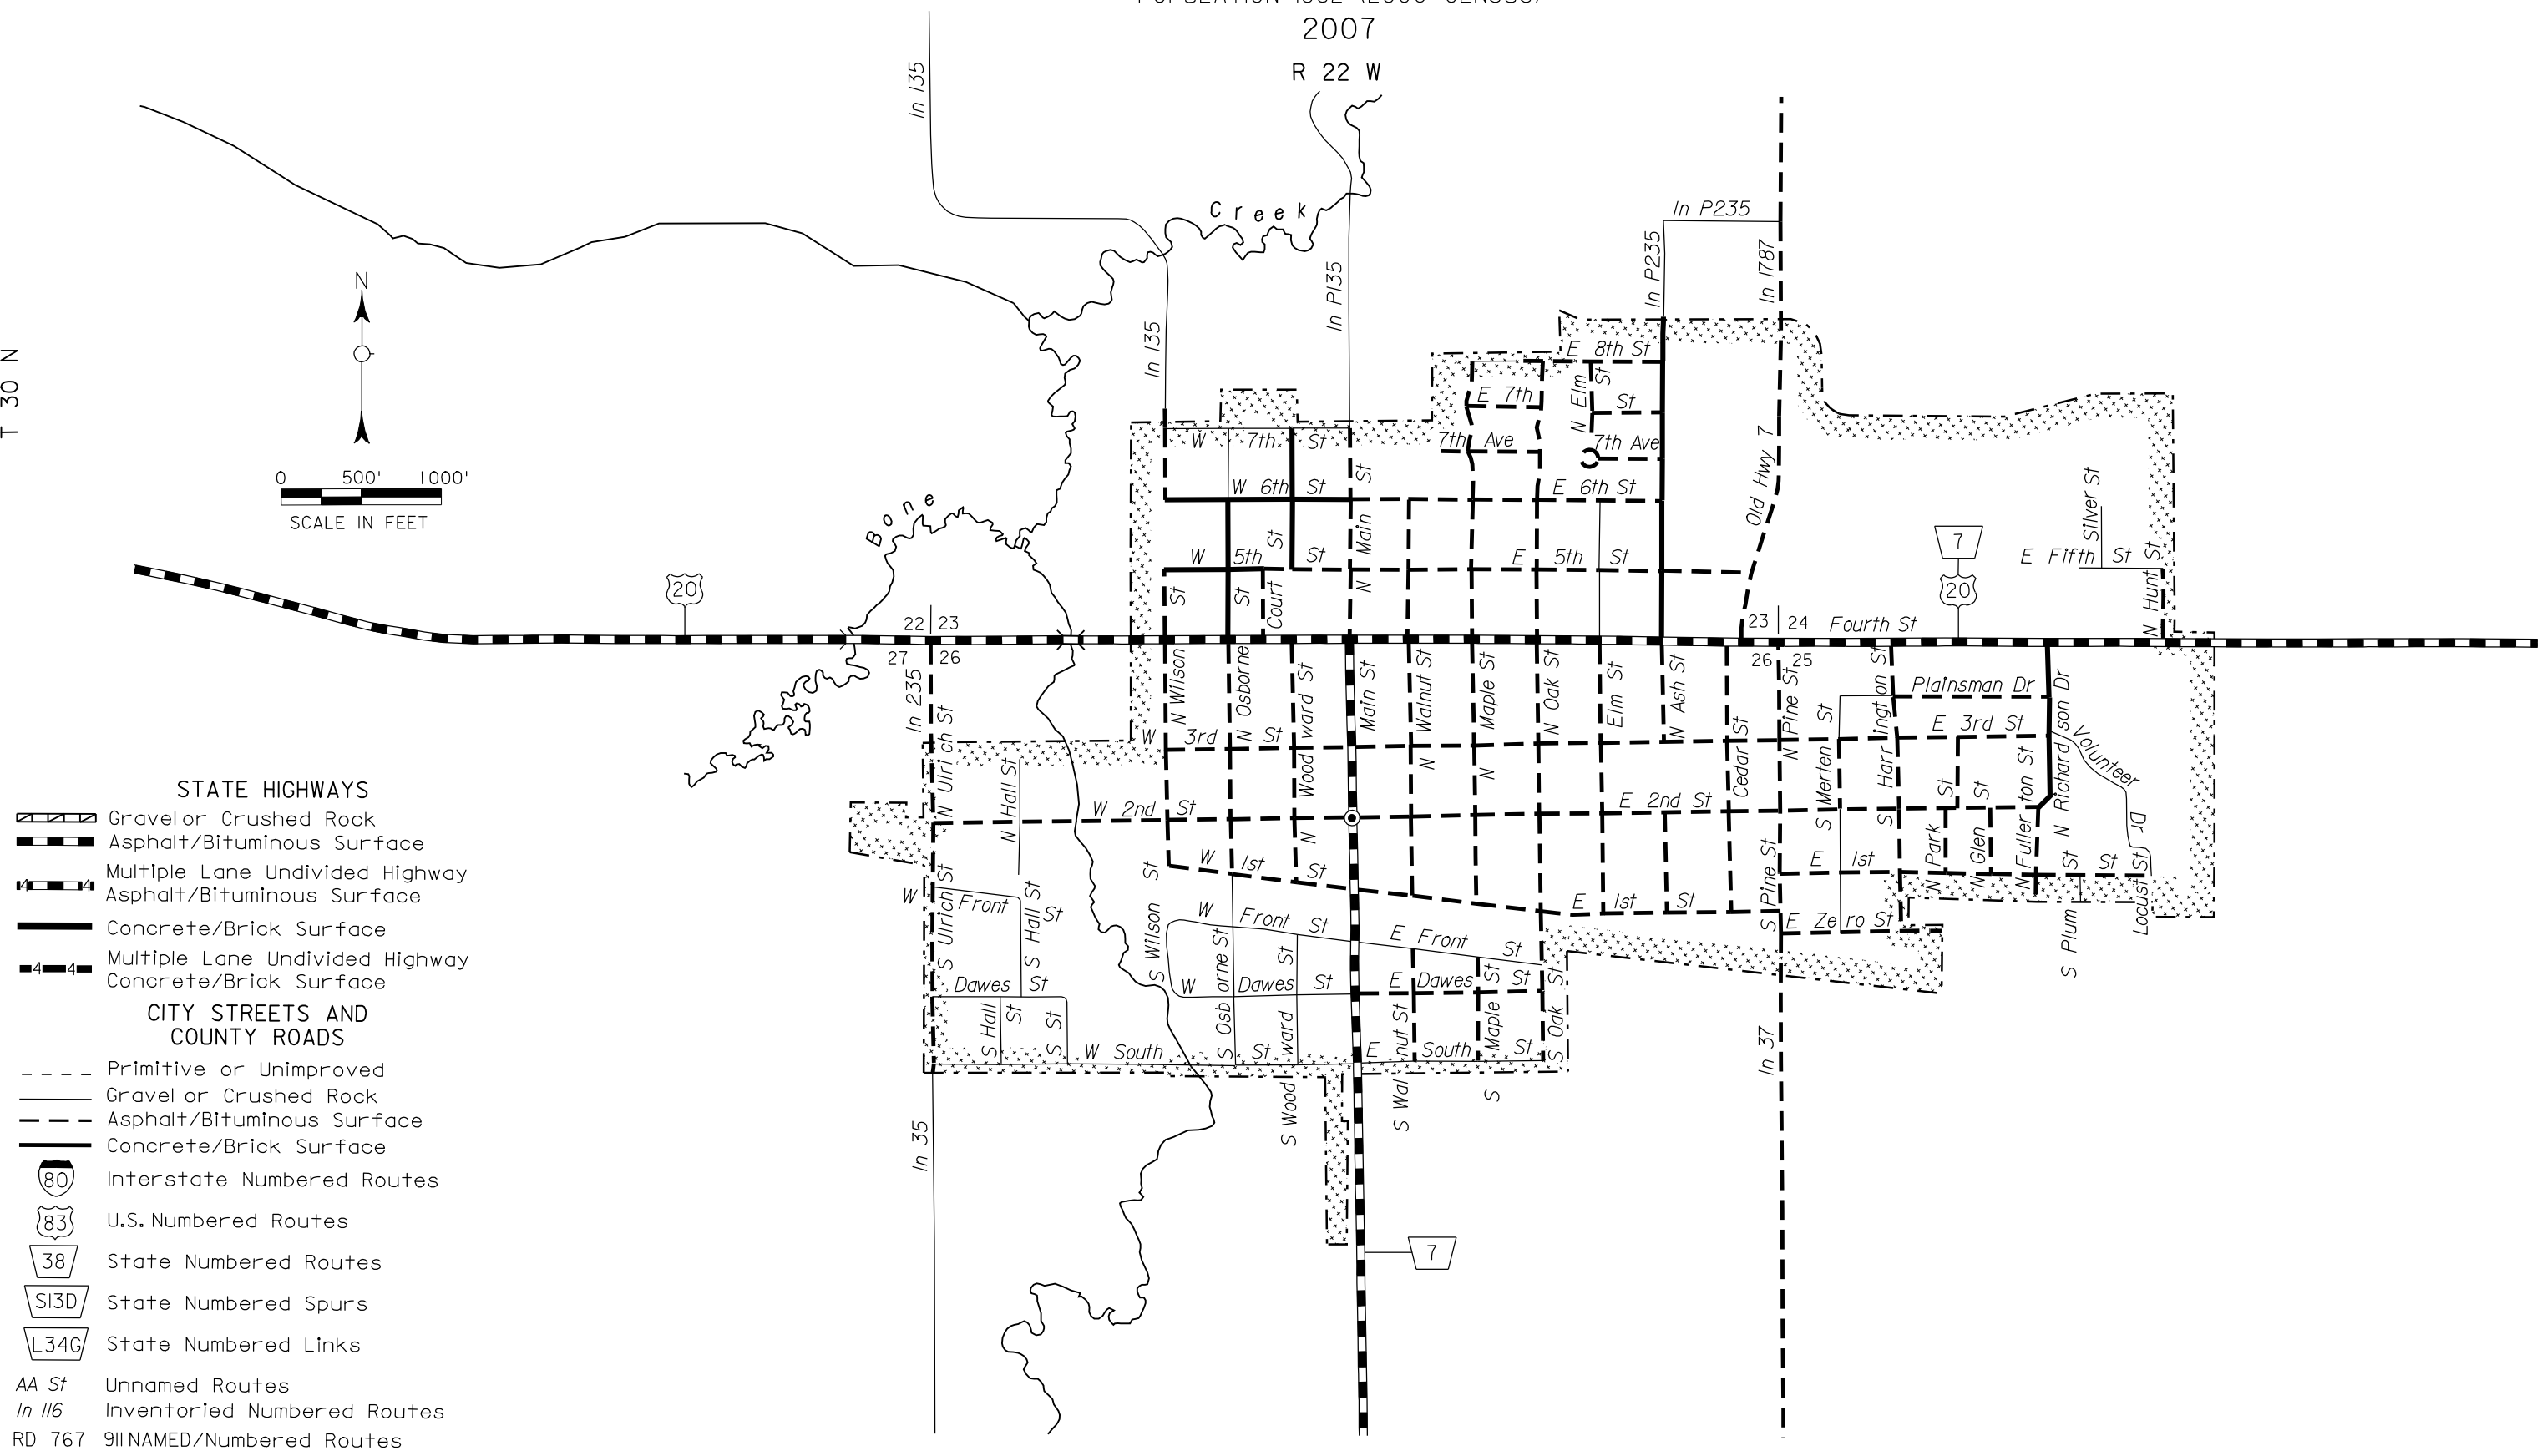 2007
R 22 W
T 30 N
In 135
Creek
In P135
In 135
In P235
In P235
In 1787
N
0 500' 1000'
SCALE IN FEET
Bone
20
22 23
27 26
In 235
E 8th St
E 7th St
N Elm St
W 7th St
7th Ave
7th Ave
W 6th St
E 6th St
W 5th St
E 5th St
N Main St
Court St
Old Hwy 7
7
20
Silver St
E Fifth St
N Hunt St
23 24
26 25
Fourth St
N Wilson St
N Osborne St
N Woodward St
Main St
N Walnut St
N Maple St
N Oak St
Elm St
N Ash St
Cedar St
N Pine St
S Merten St
S Harrington St
Plainsman Dr
E 3rd St
N Richardson Dr
Volunteer Dr
W 3rd St
N Ulrich St
N Hall St
W 2nd St
E 2nd St
N Park St
N Glen St
N Fullerton St
W 1st St
E 1st St
E 1st St
S Pine St
E Zero St
S Plum St
Locust St
W Front St
S Ulrich St
S Hall St
S Wilson St
W Front St
E Front St
Dawes St
W Dawes St
E Dawes St
S Hall St
St
S
S Osborne St
S Woodward St
S Walnut St
S Maple St
S Oak St
W South St
E South St
In 35
In 37
7
STATE HIGHWAYS
Gravel or Crushed Rock
Asphalt/Bituminous Surface
4 4 Multiple Lane Undivided Highway
Asphalt/Bituminous Surface
Concrete/Brick Surface
4 4 Multiple Lane Undivided Highway
Concrete/Brick Surface
CITY STREETS AND
COUNTY ROADS
Primitive or Unimproved
Gravel or Crushed Rock
Asphalt/Bituminous Surface
Concrete/Brick Surface
80 Interstate Numbered Routes
83 U.S. Numbered Routes
38 State Numbered Routes
S13D State Numbered Spurs
L34G State Numbered Links
AA St Unnamed Routes
In 116 Inventoried Numbered Routes
RD 767 911 NAMED/Numbered Routes